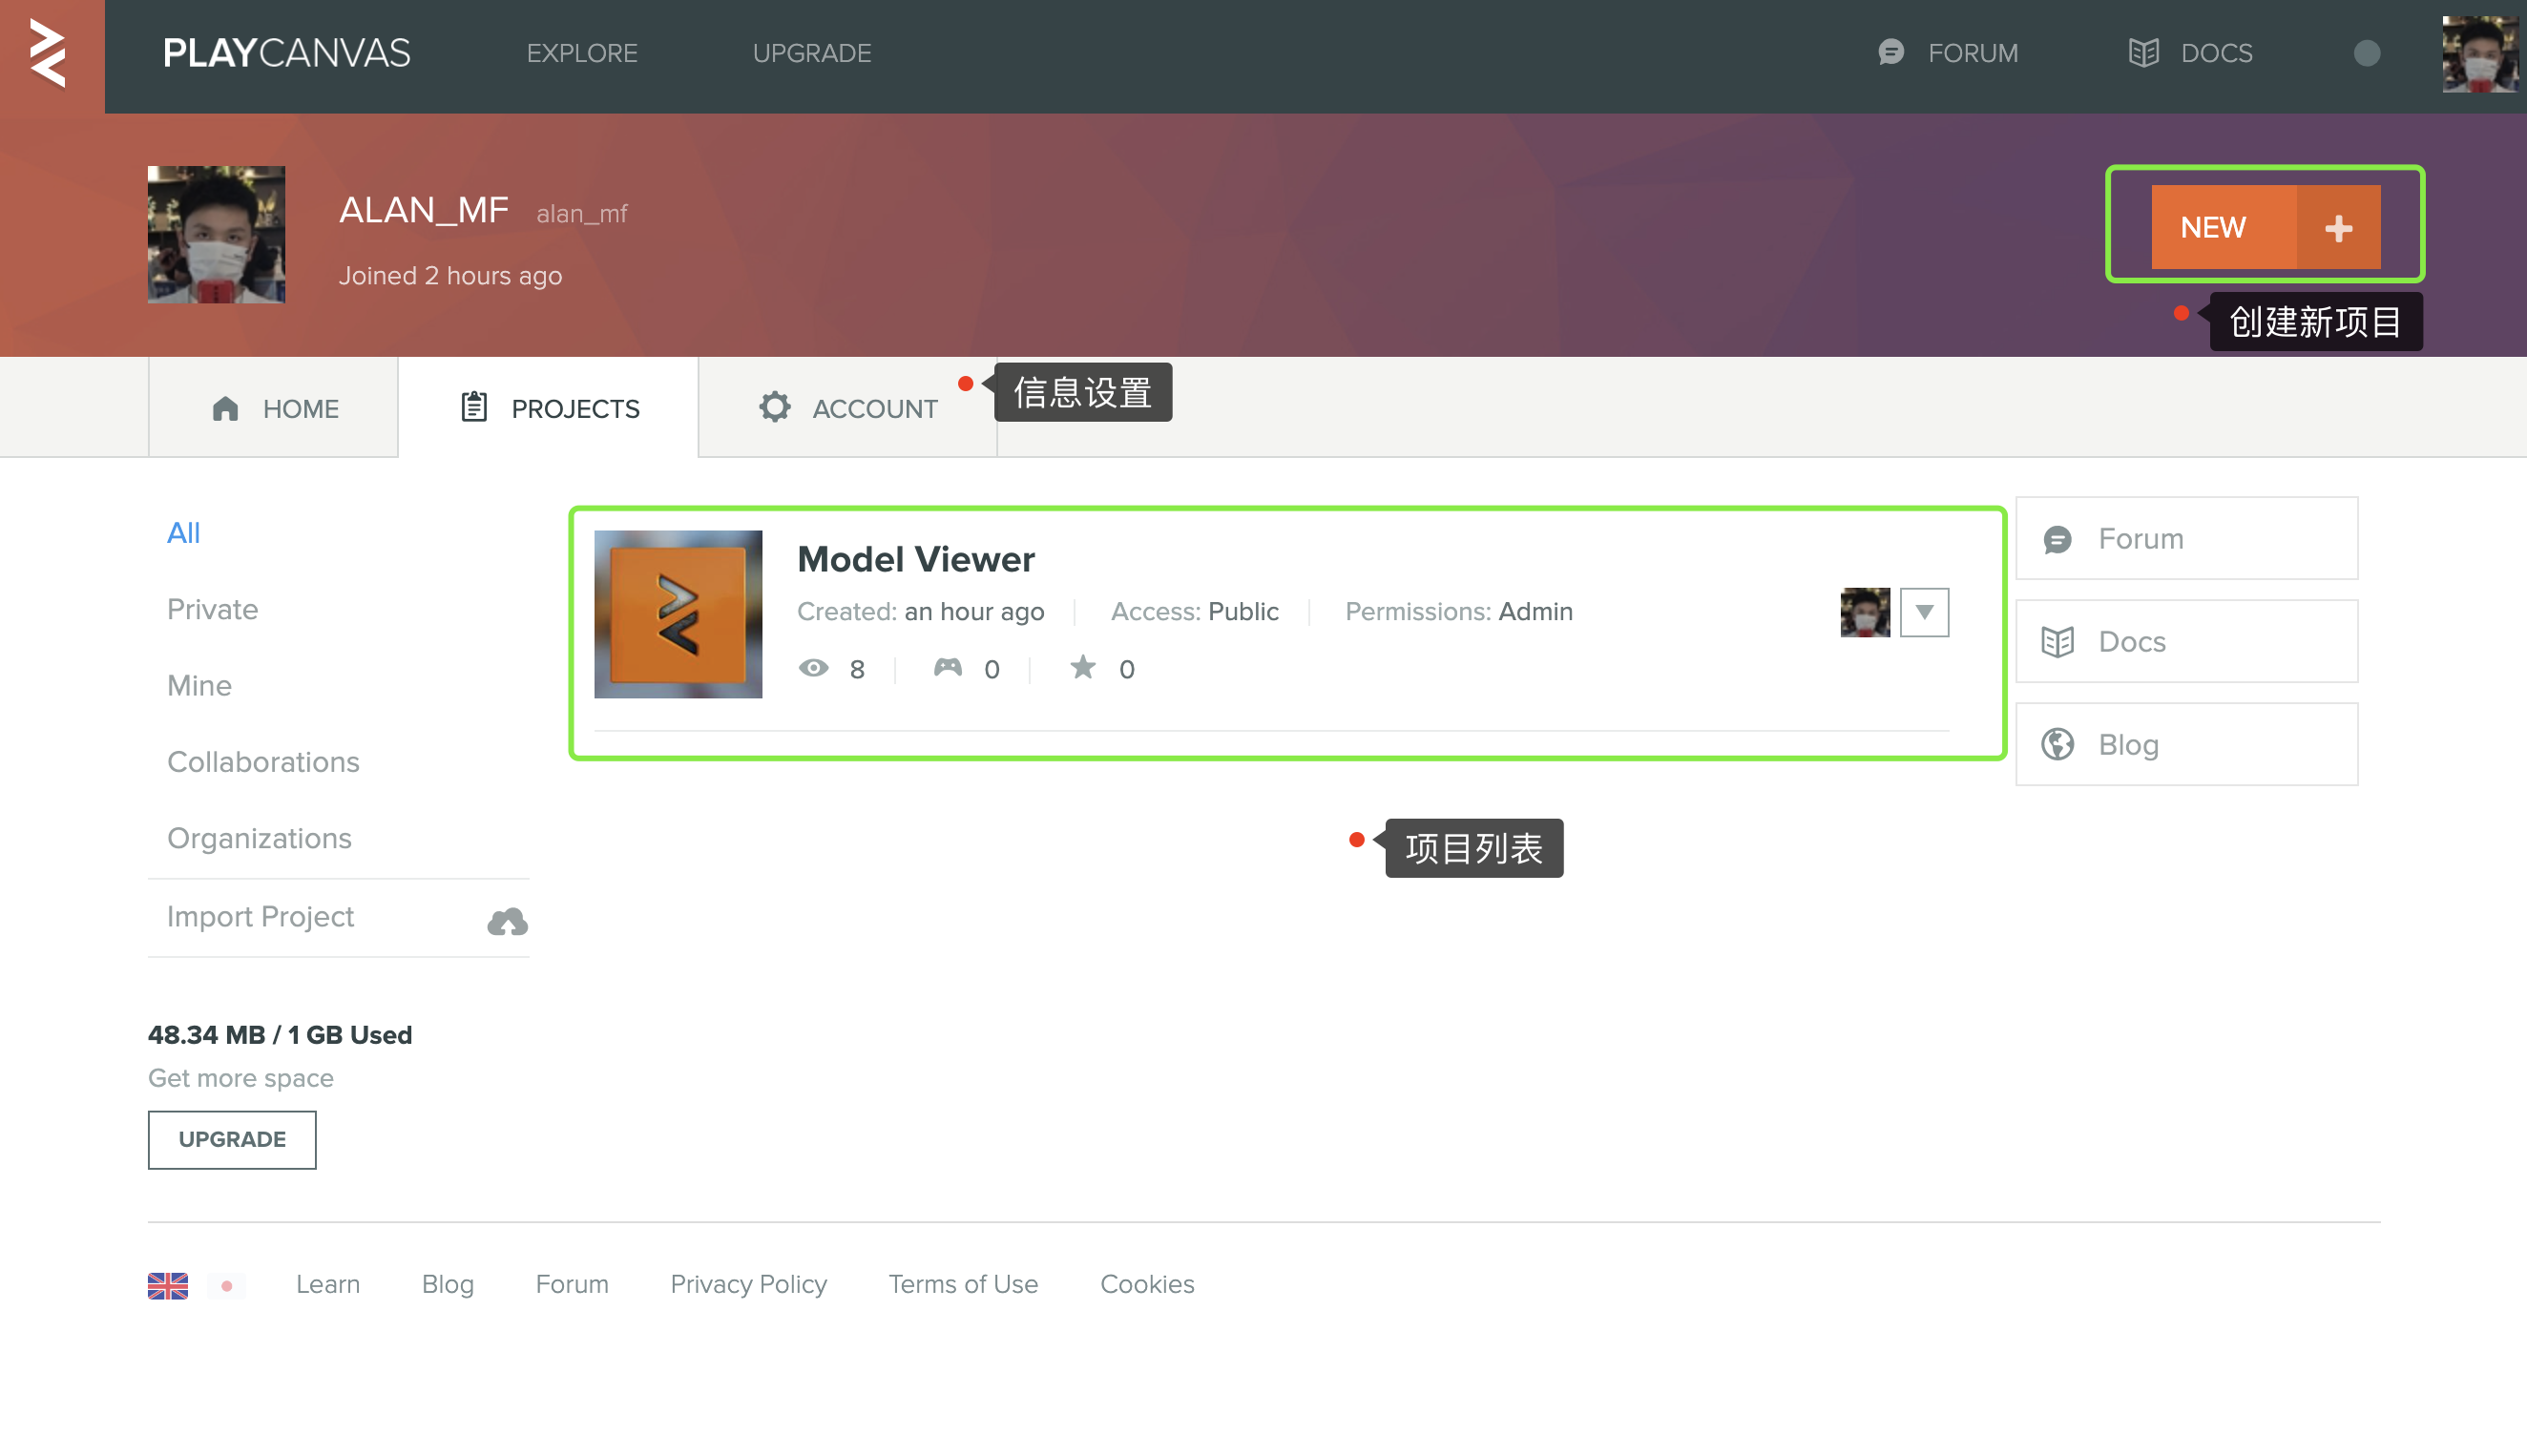 PLAYCANVAS EXPLORE UPGRADE FORUM DOCS
ALAN_MF alan_mf
Joined 2 hours ago
NEW +
创建新项目
HOME PROJECTS ACCOUNT
信息设置
All
Private
Mine
Collaborations
Organizations
Import Project
48.34 MB / 1 GB Used
Get more space
UPGRADE
Model Viewer
Created: an hour ago Access: Public Permissions: Admin
8 0 0
项目列表
Forum
Docs
Blog
Learn Blog Forum Privacy Policy Terms of Use Cookies